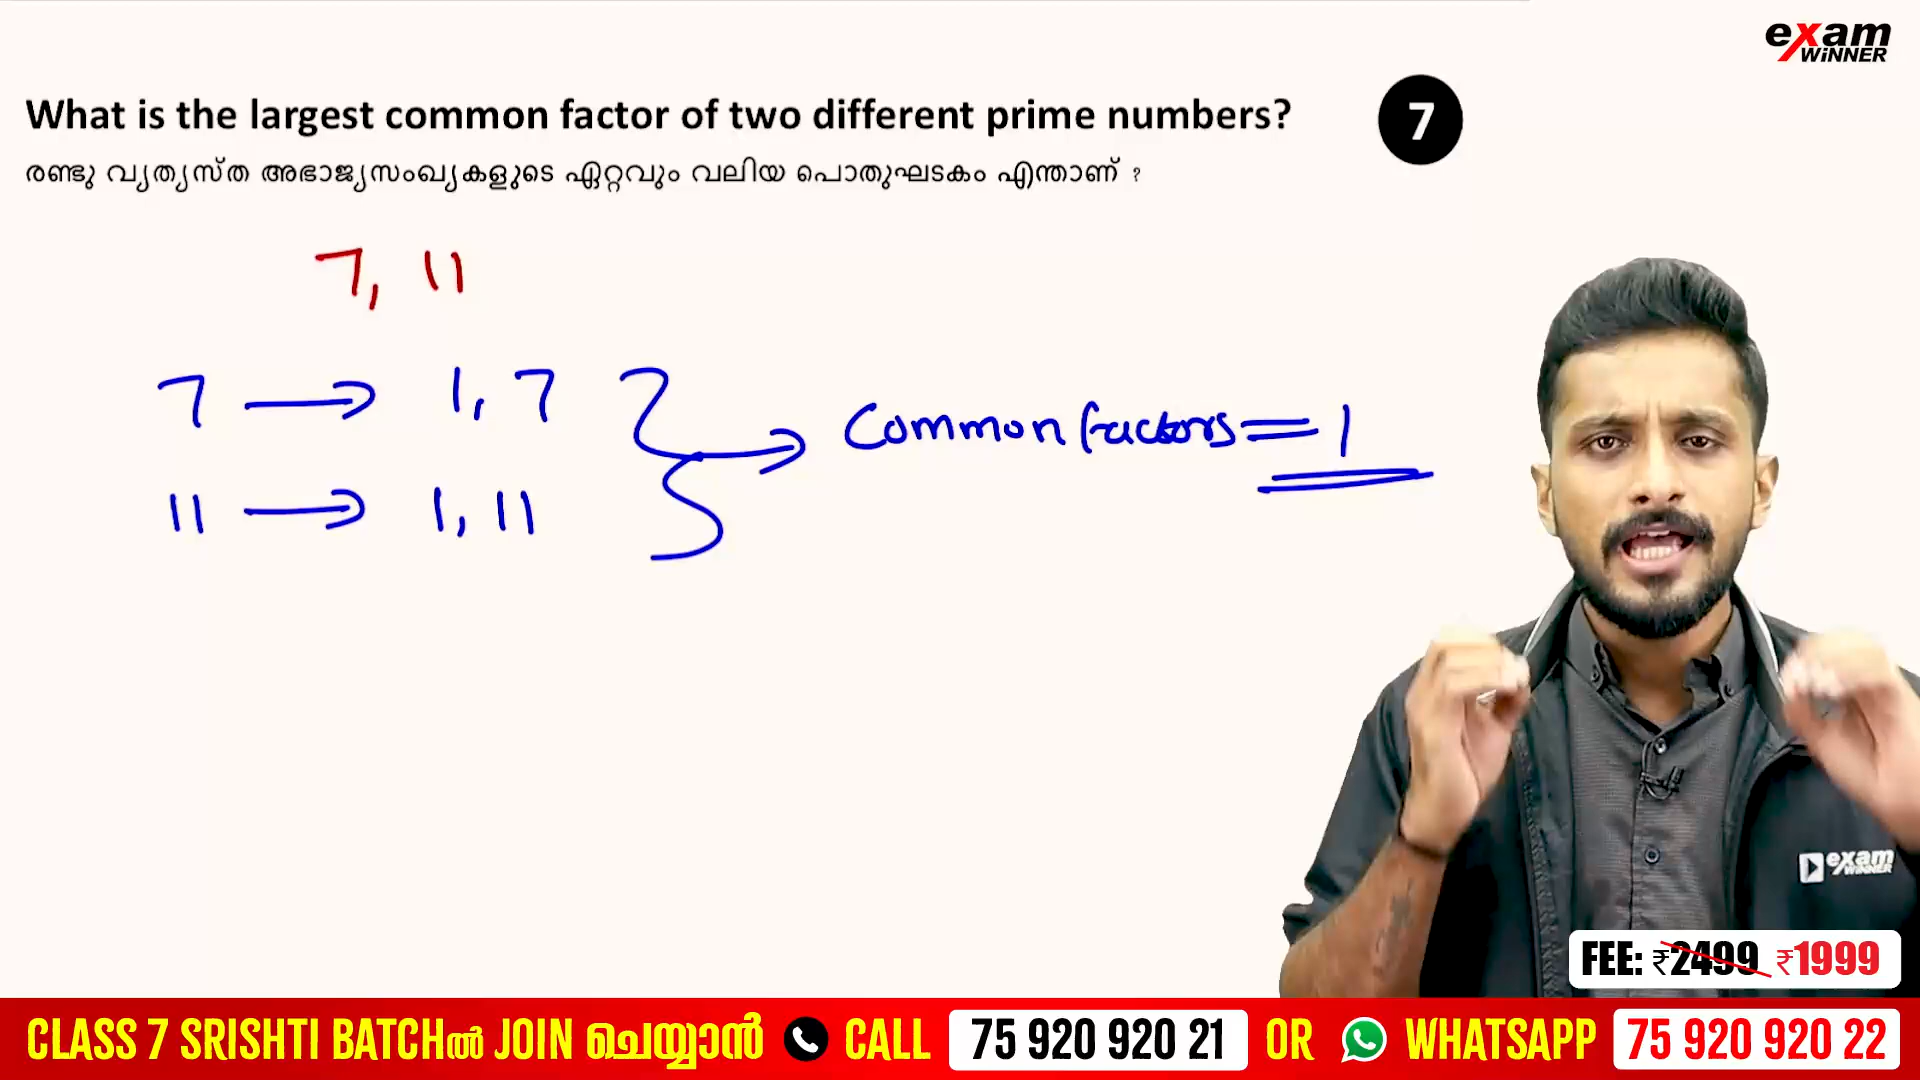 exam
WINNER
What is the largest common factor of two different prime numbers?
7
രണ്ടു വ്യത്യസ്ത അഭാജ്യസംഖ്യകളുടെ ഏറ്റവും വലിയ പൊതുഘടകം എന്താണ് ?
7, 11
7 → 1, 7
11 → 1, 11
Common factors = 1
exam
WINNER
FEE: ₹2499 ₹1999
CLASS 7 SRISHTI BATCHൽ JOIN ചെയ്യാൻ CALL 75 920 920 21 OR WHATSAPP 75 920 920 22